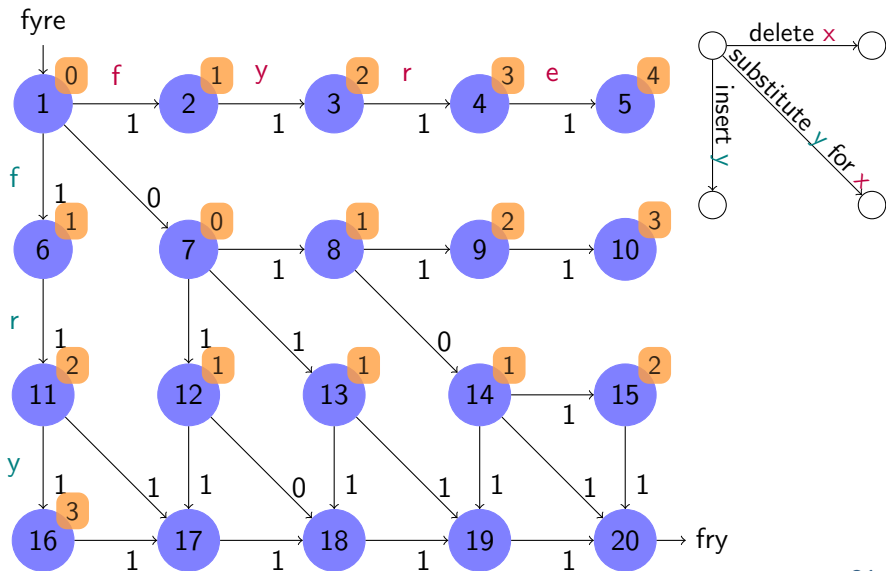 fyre
0 1 2 3 4
f y r e
1 2 3 4 5
1 1 1 1
delete x
substitute y for x
insert y
f
1 0
1 0 1 2 3
6 7 8 9 10
1 1 1
r
1 1 1 0
2 1 1 1 2
11 12 13 14 15
1
y
1 1 1 0 1 1 1 1 1
3
16 17 18 19 20 fry
1 1 1 1